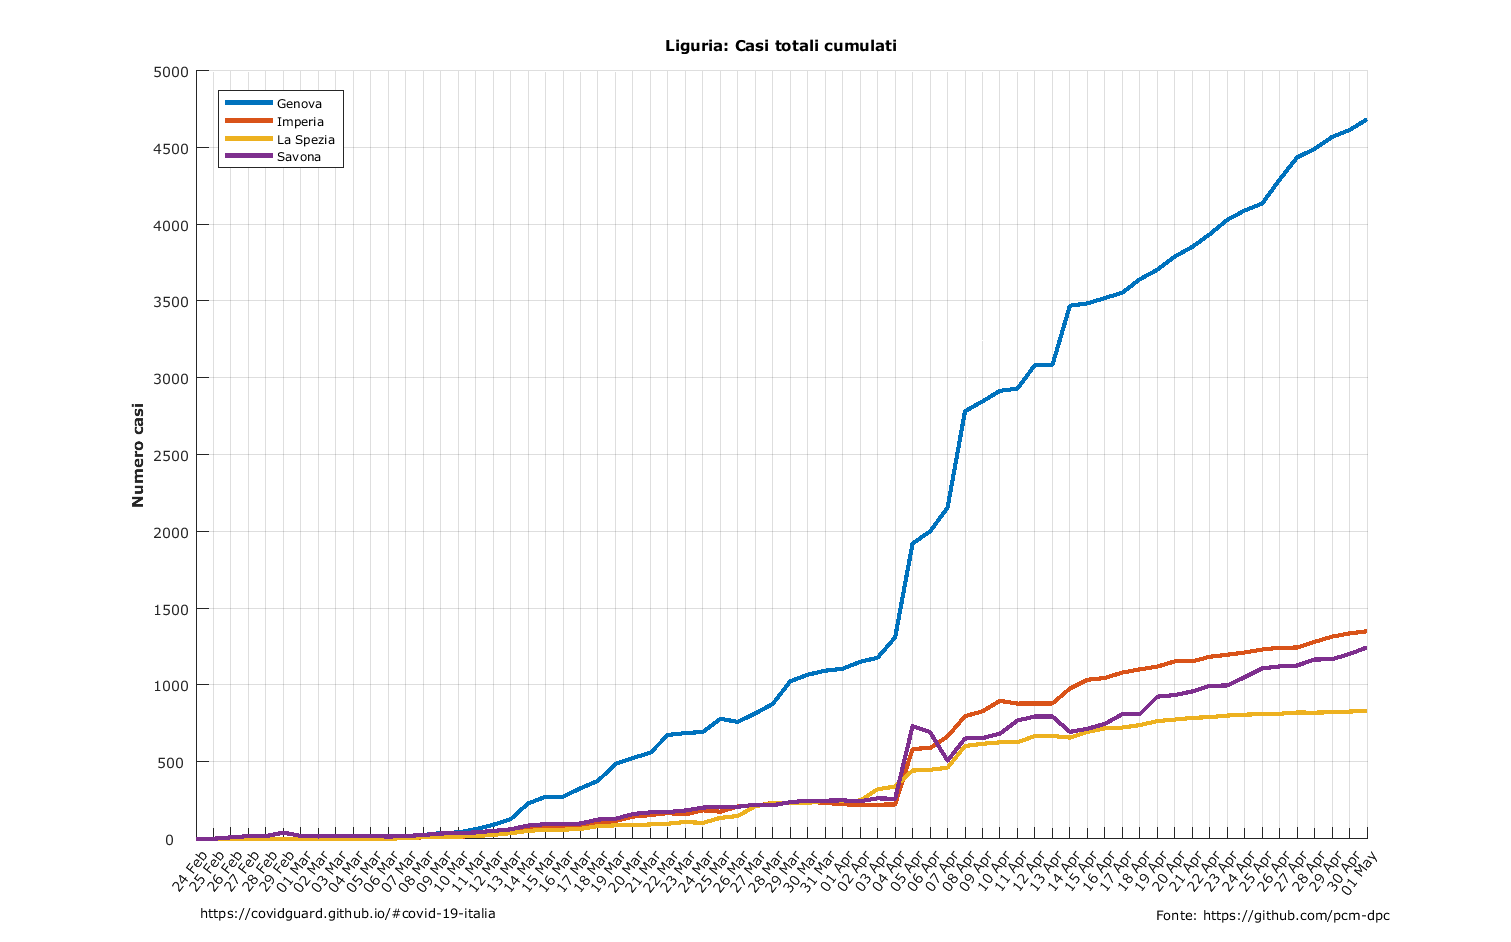 Liguria: Casi totali cumulati
5000
4500
4000
3500
3000
2500
2000
1500
1000
500
0
Numero casi
Genova
Imperia
La Spezia
Savona
24 Feb
25 Feb
26 Feb
27 Feb
28 Feb
29 Feb
01 Mar
02 Mar
03 Mar
04 Mar
05 Mar
06 Mar
07 Mar
08 Mar
09 Mar
10 Mar
11 Mar
12 Mar
13 Mar
14 Mar
15 Mar
16 Mar
17 Mar
18 Mar
19 Mar
20 Mar
21 Mar
22 Mar
23 Mar
24 Mar
25 Mar
26 Mar
27 Mar
28 Mar
29 Mar
30 Mar
31 Mar
01 Apr
02 Apr
03 Apr
04 Apr
05 Apr
06 Apr
07 Apr
08 Apr
09 Apr
10 Apr
11 Apr
12 Apr
13 Apr
14 Apr
15 Apr
16 Apr
17 Apr
18 Apr
19 Apr
20 Apr
21 Apr
22 Apr
23 Apr
24 Apr
25 Apr
26 Apr
27 Apr
28 Apr
29 Apr
30 Apr
01 May
https://covidguard.github.io/#covid-19-italia
Fonte: https://github.com/pcm-dpc